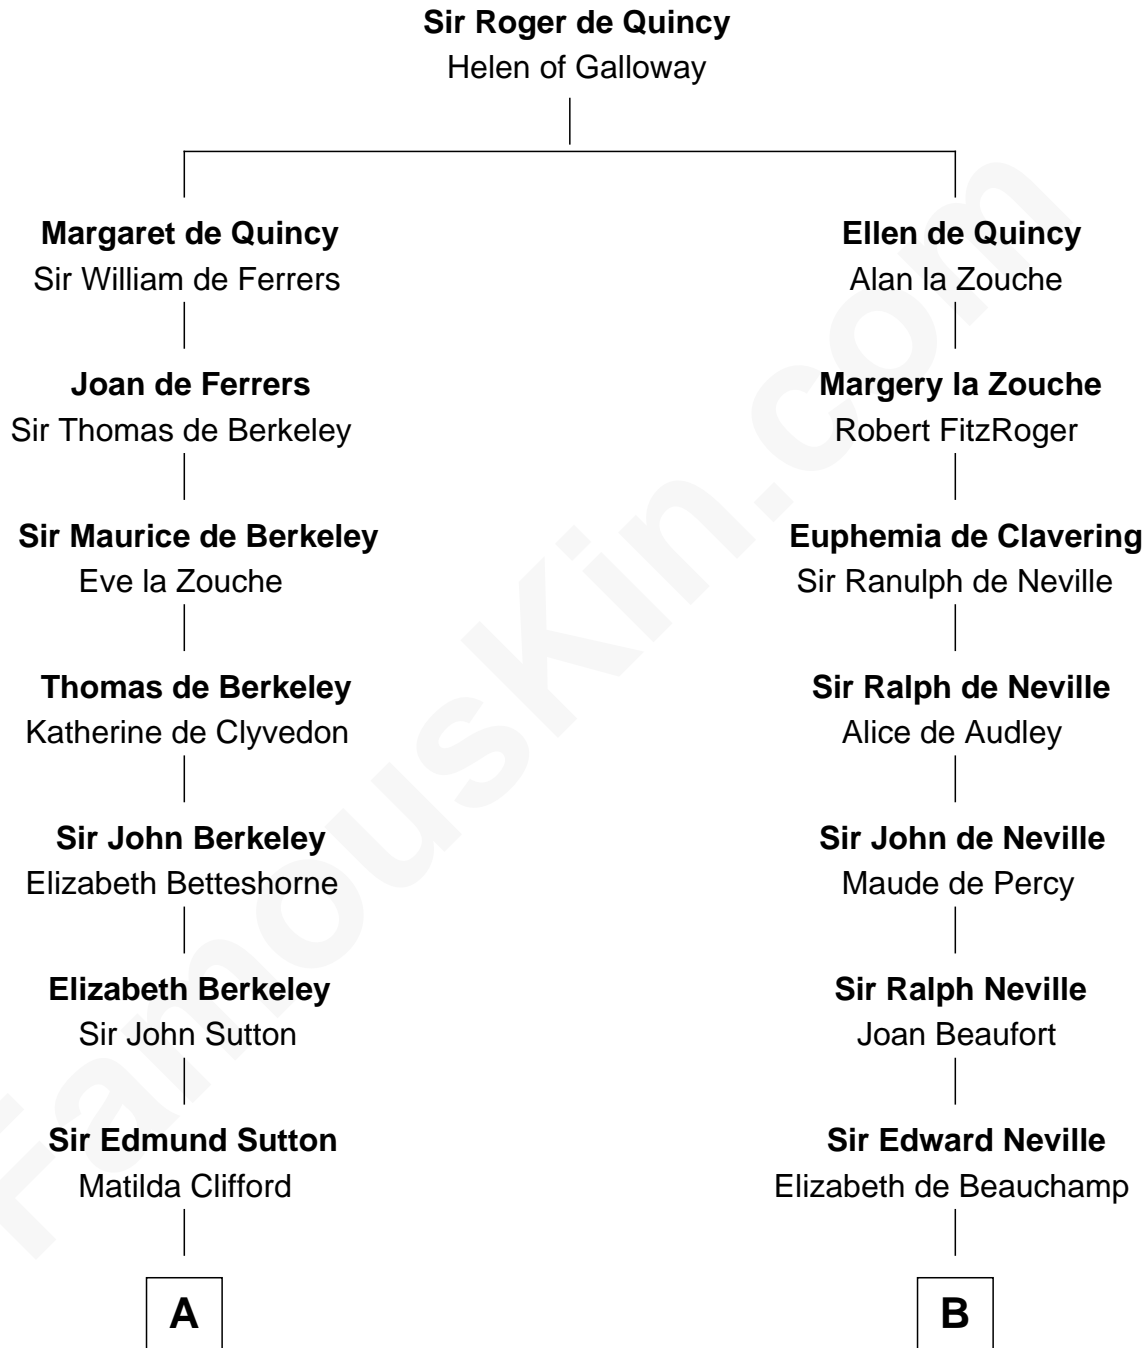 Sir Roger de Quincy
Helen of Galloway
Margaret de Quincy
Sir William de Ferrers
Ellen de Quincy
Alan la Zouche
Joan de Ferrers
Sir Thomas de Berkeley
Margery la Zouche
Robert FitzRoger
Sir Maurice de Berkeley
Eve la Zouche
Euphemia de Clavering
Sir Ranulph de Neville
Thomas de Berkeley
Katherine de Clyvedon
Sir Ralph de Neville
Alice de Audley
Sir John Berkeley
Elizabeth Betteshorne
Sir John de Neville
Maude de Percy
Elizabeth Berkeley
Sir John Sutton
Sir Ralph Neville
Joan Beaufort
Sir Edmund Sutton
Matilda Clifford
Sir Edward Neville
Elizabeth de Beauchamp
A
B
FamousKin.com